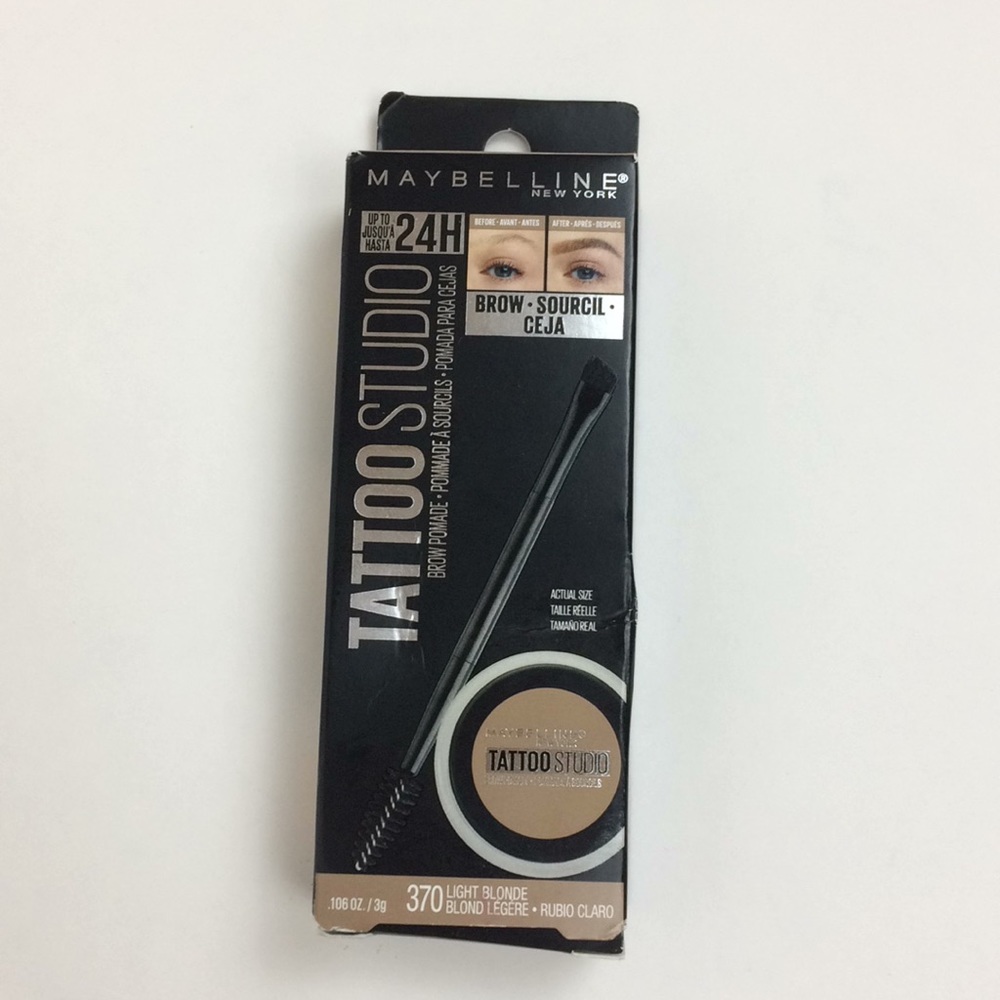 MAYBELLINE®
NEW YORK
UP TO
JUSQU'À
HASTA
24H
BEFORE • AVANT • ANTES
AFTER • APRÈS • DESPUÉS
BROW • SOURCIL •
CEJA
TATTOO STUDIO
BROW POMADE • POMMADE À SOURCILS • POMADA PARA CEJAS
ACTUAL SIZE
TAILLE RÉELLE
TAMAÑO REAL
MAYBELLINE
TATTOO STUDIO
.106 OZ. / 3g
370 LIGHT BLONDE
BLOND LÉGÈRE • RUBIO CLARO